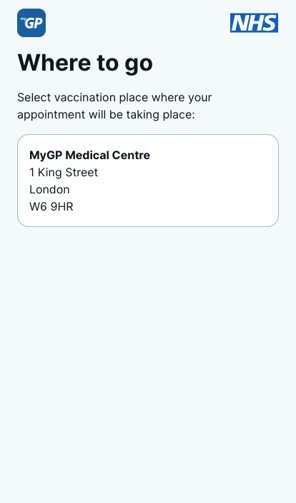 myGP
NHS
Where to go
Select vaccination place where your
appointment will be taking place:
MyGP Medical Centre
1 King Street
London
W6 9HR